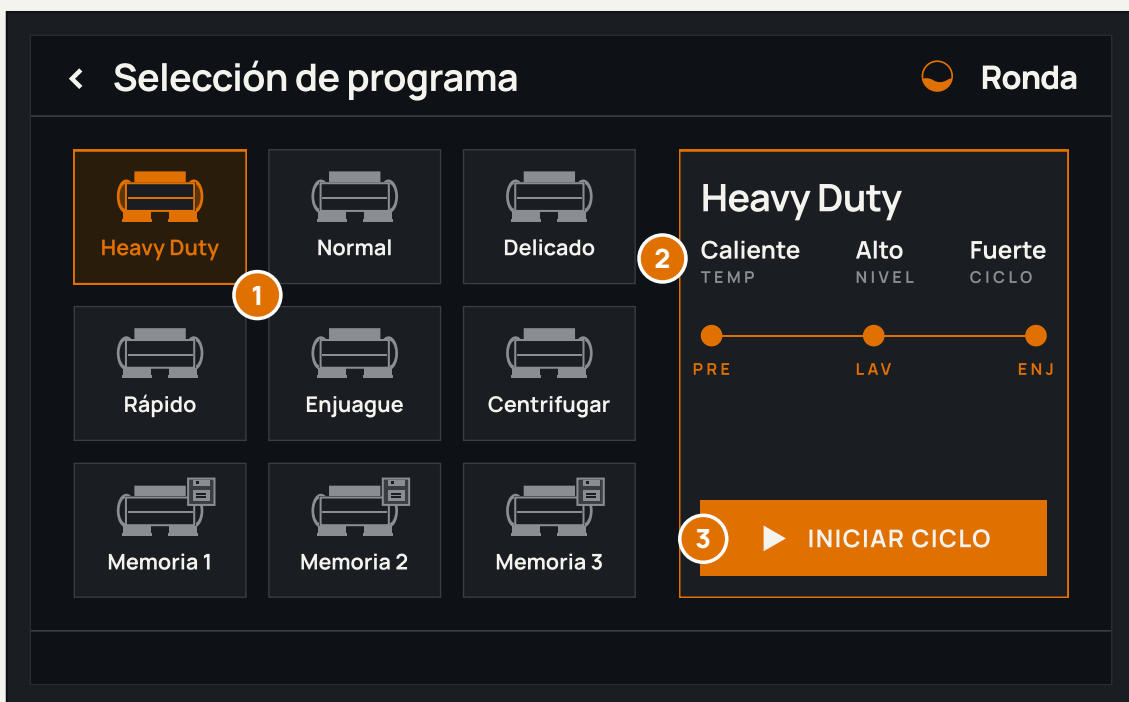 Selección de programa
Ronda
Heavy Duty
Normal
Delicado
1
Rápido
Enjuague
Centrifugar
Memoria 1
Memoria 2
Memoria 3
Heavy Duty
2
Caliente Alto Fuerte
TEMP NIVEL CICLO
PRE LAV ENJ
3
INICIAR CICLO